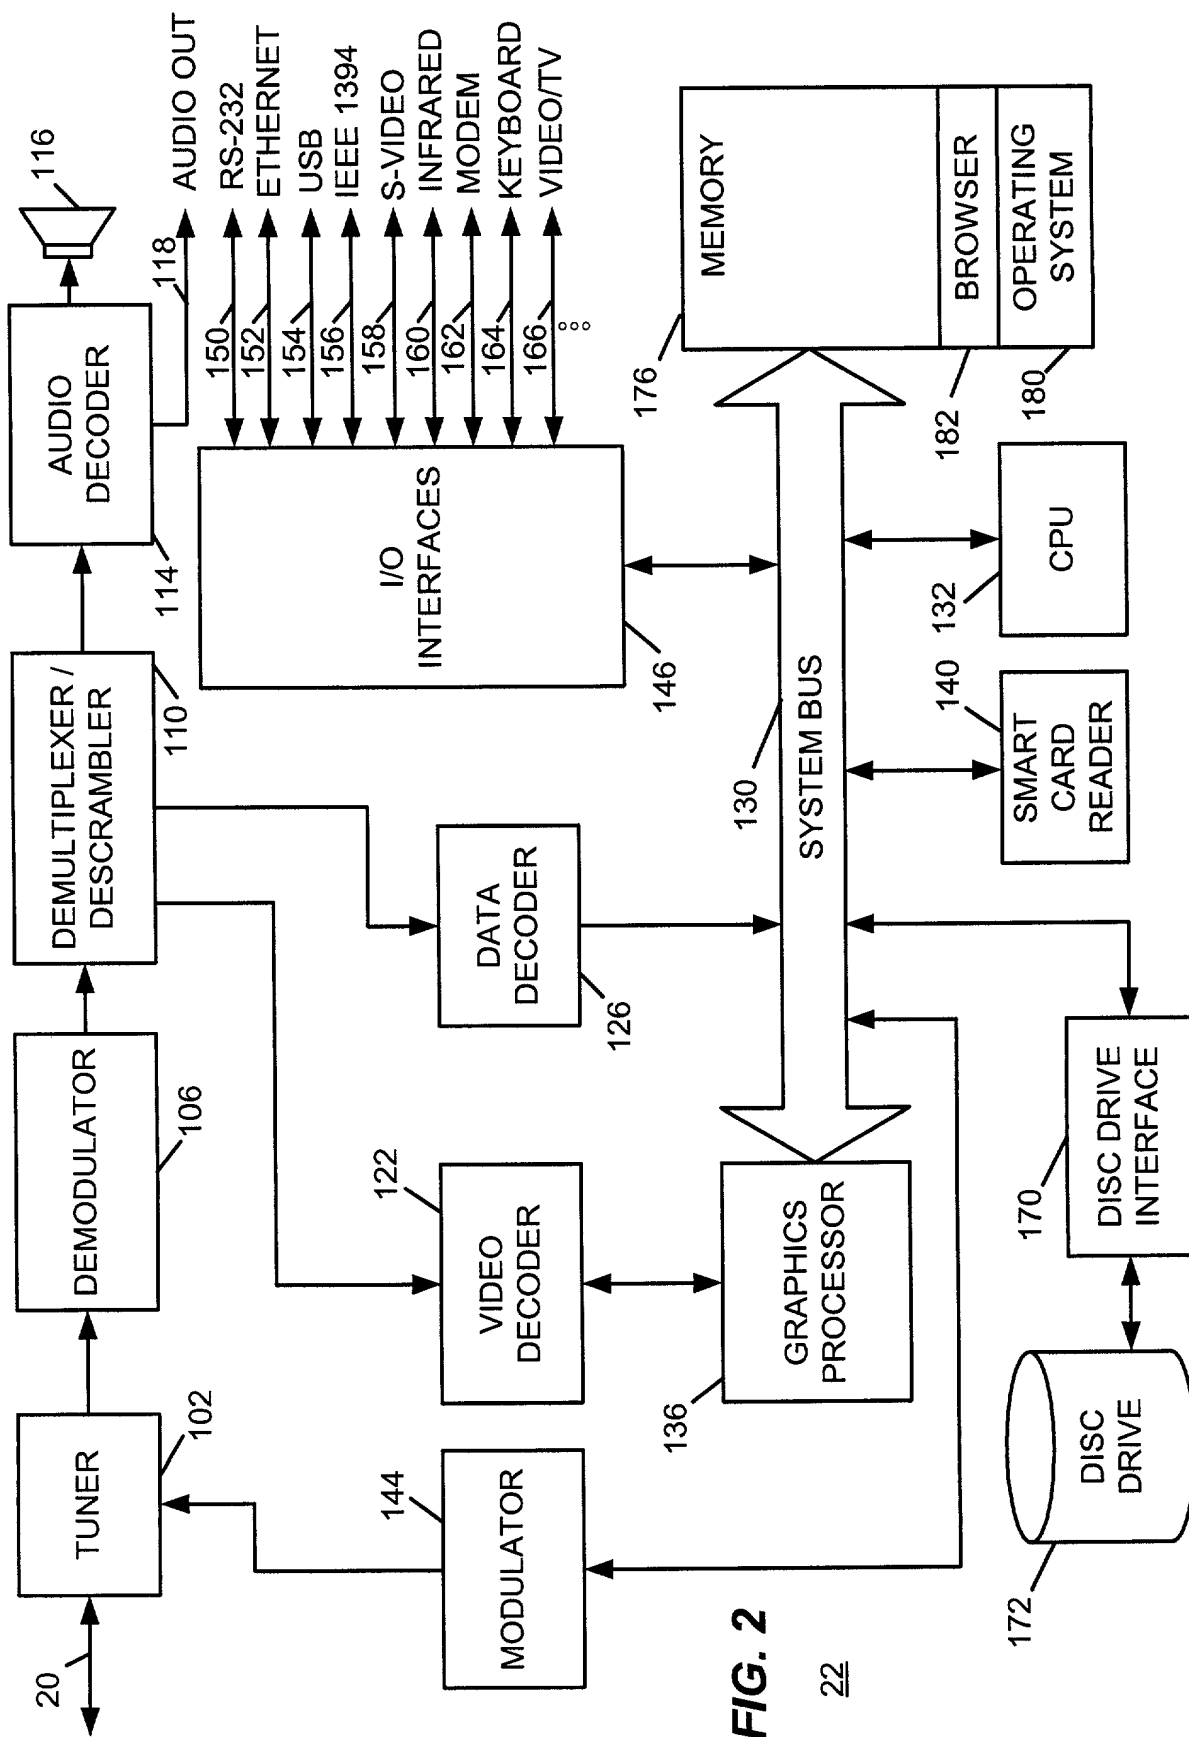 20
TUNER
102
DEMODULATOR
106
DEMULTIPLEXER /
DESCRAMBLER
110
AUDIO
DECODER
114
116
118
AUDIO OUT
150
RS-232
152
ETHERNET
154
USB
156
IEEE 1394
158
S-VIDEO
160
INFRARED
162
MODEM
164
KEYBOARD
166
VIDEO/TV
I/O
INTERFACES
146
144
MODULATOR
122
VIDEO
DECODER
DATA
DECODER
126
136
GRAPHICS
PROCESSOR
130
SYSTEM BUS
176
MEMORY
BROWSER
182
OPERATING
SYSTEM
180
172
DISC
DRIVE
170
DISC DRIVE
INTERFACE
140
SMART
CARD
READER
132
CPU
FIG. 2
22